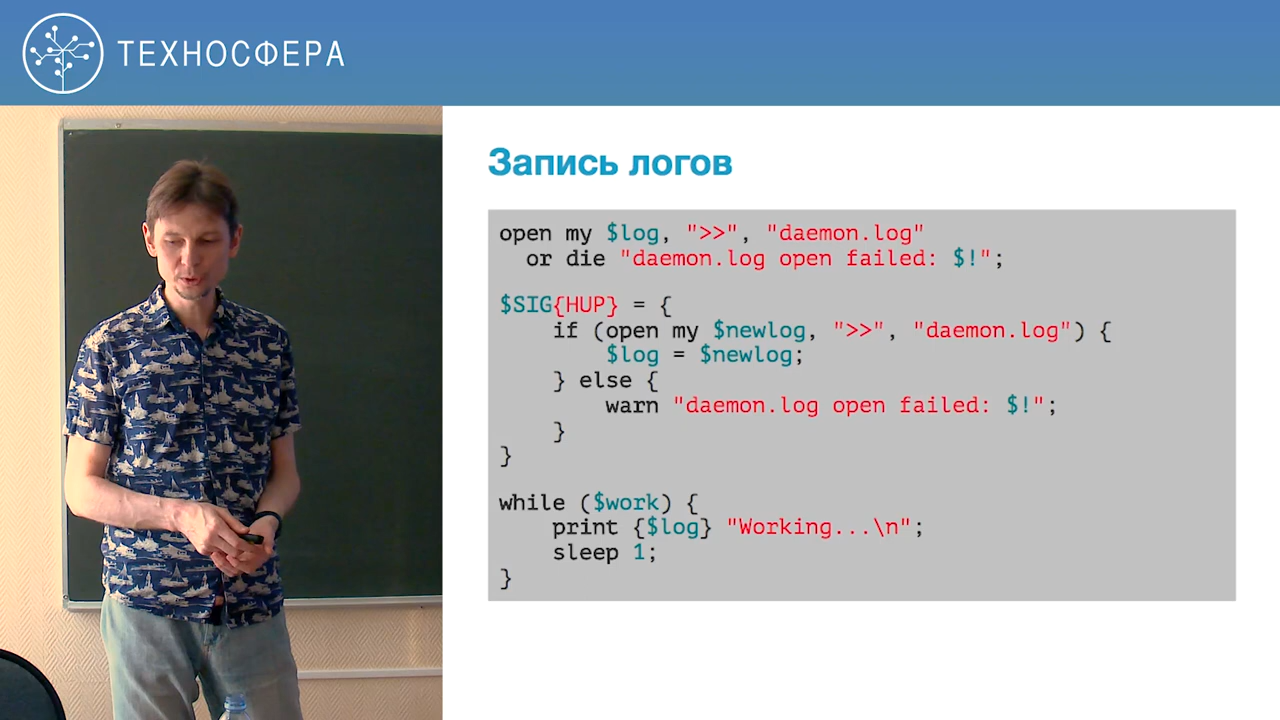 ТЕХНОСФЕРА
Запись логов
open my $log, ">>", "daemon.log"
  or die "daemon.log open failed: $!";
$SIG{HUP} = {
    if (open my $newlog, ">>", "daemon.log") {
        $log = $newlog;
    } else {
        warn "daemon.log open failed: $!";
    }
}
while ($work) {
    print {$log} "Working...\n";
    sleep 1;
}